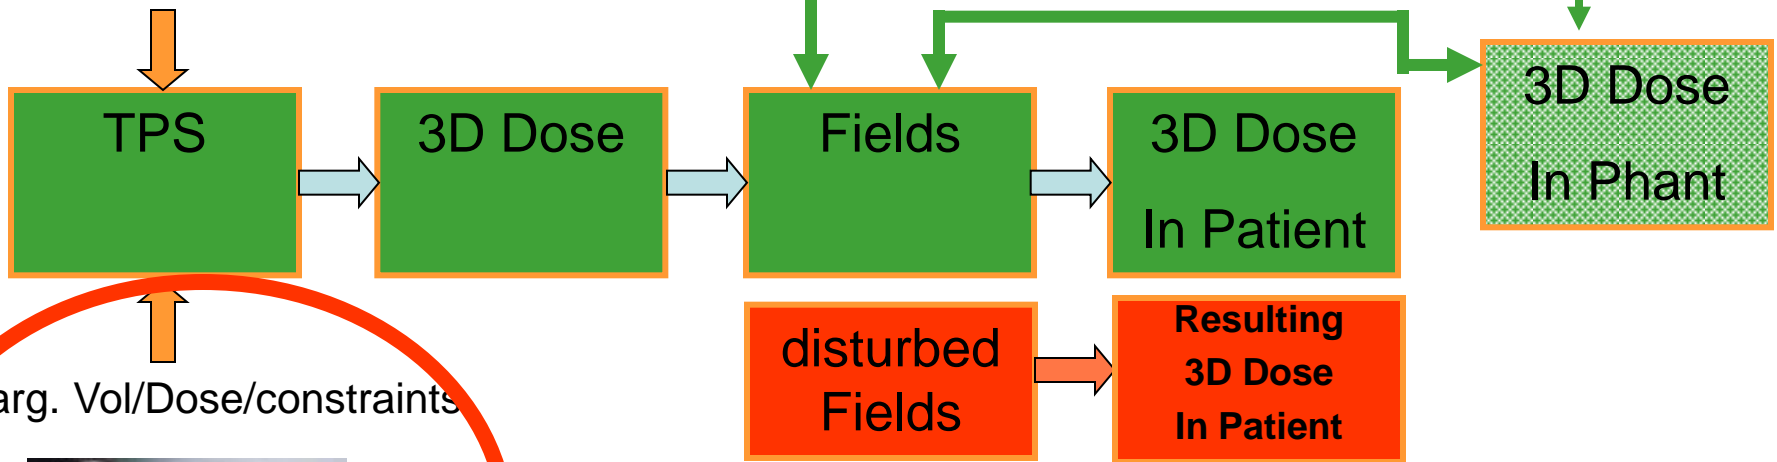 TPS
3D Dose
Fields
3D Dose
In Patient
3D Dose
In Phant
disturbed
Fields
Resulting
3D Dose
In Patient
arg. Vol/Dose/constraints